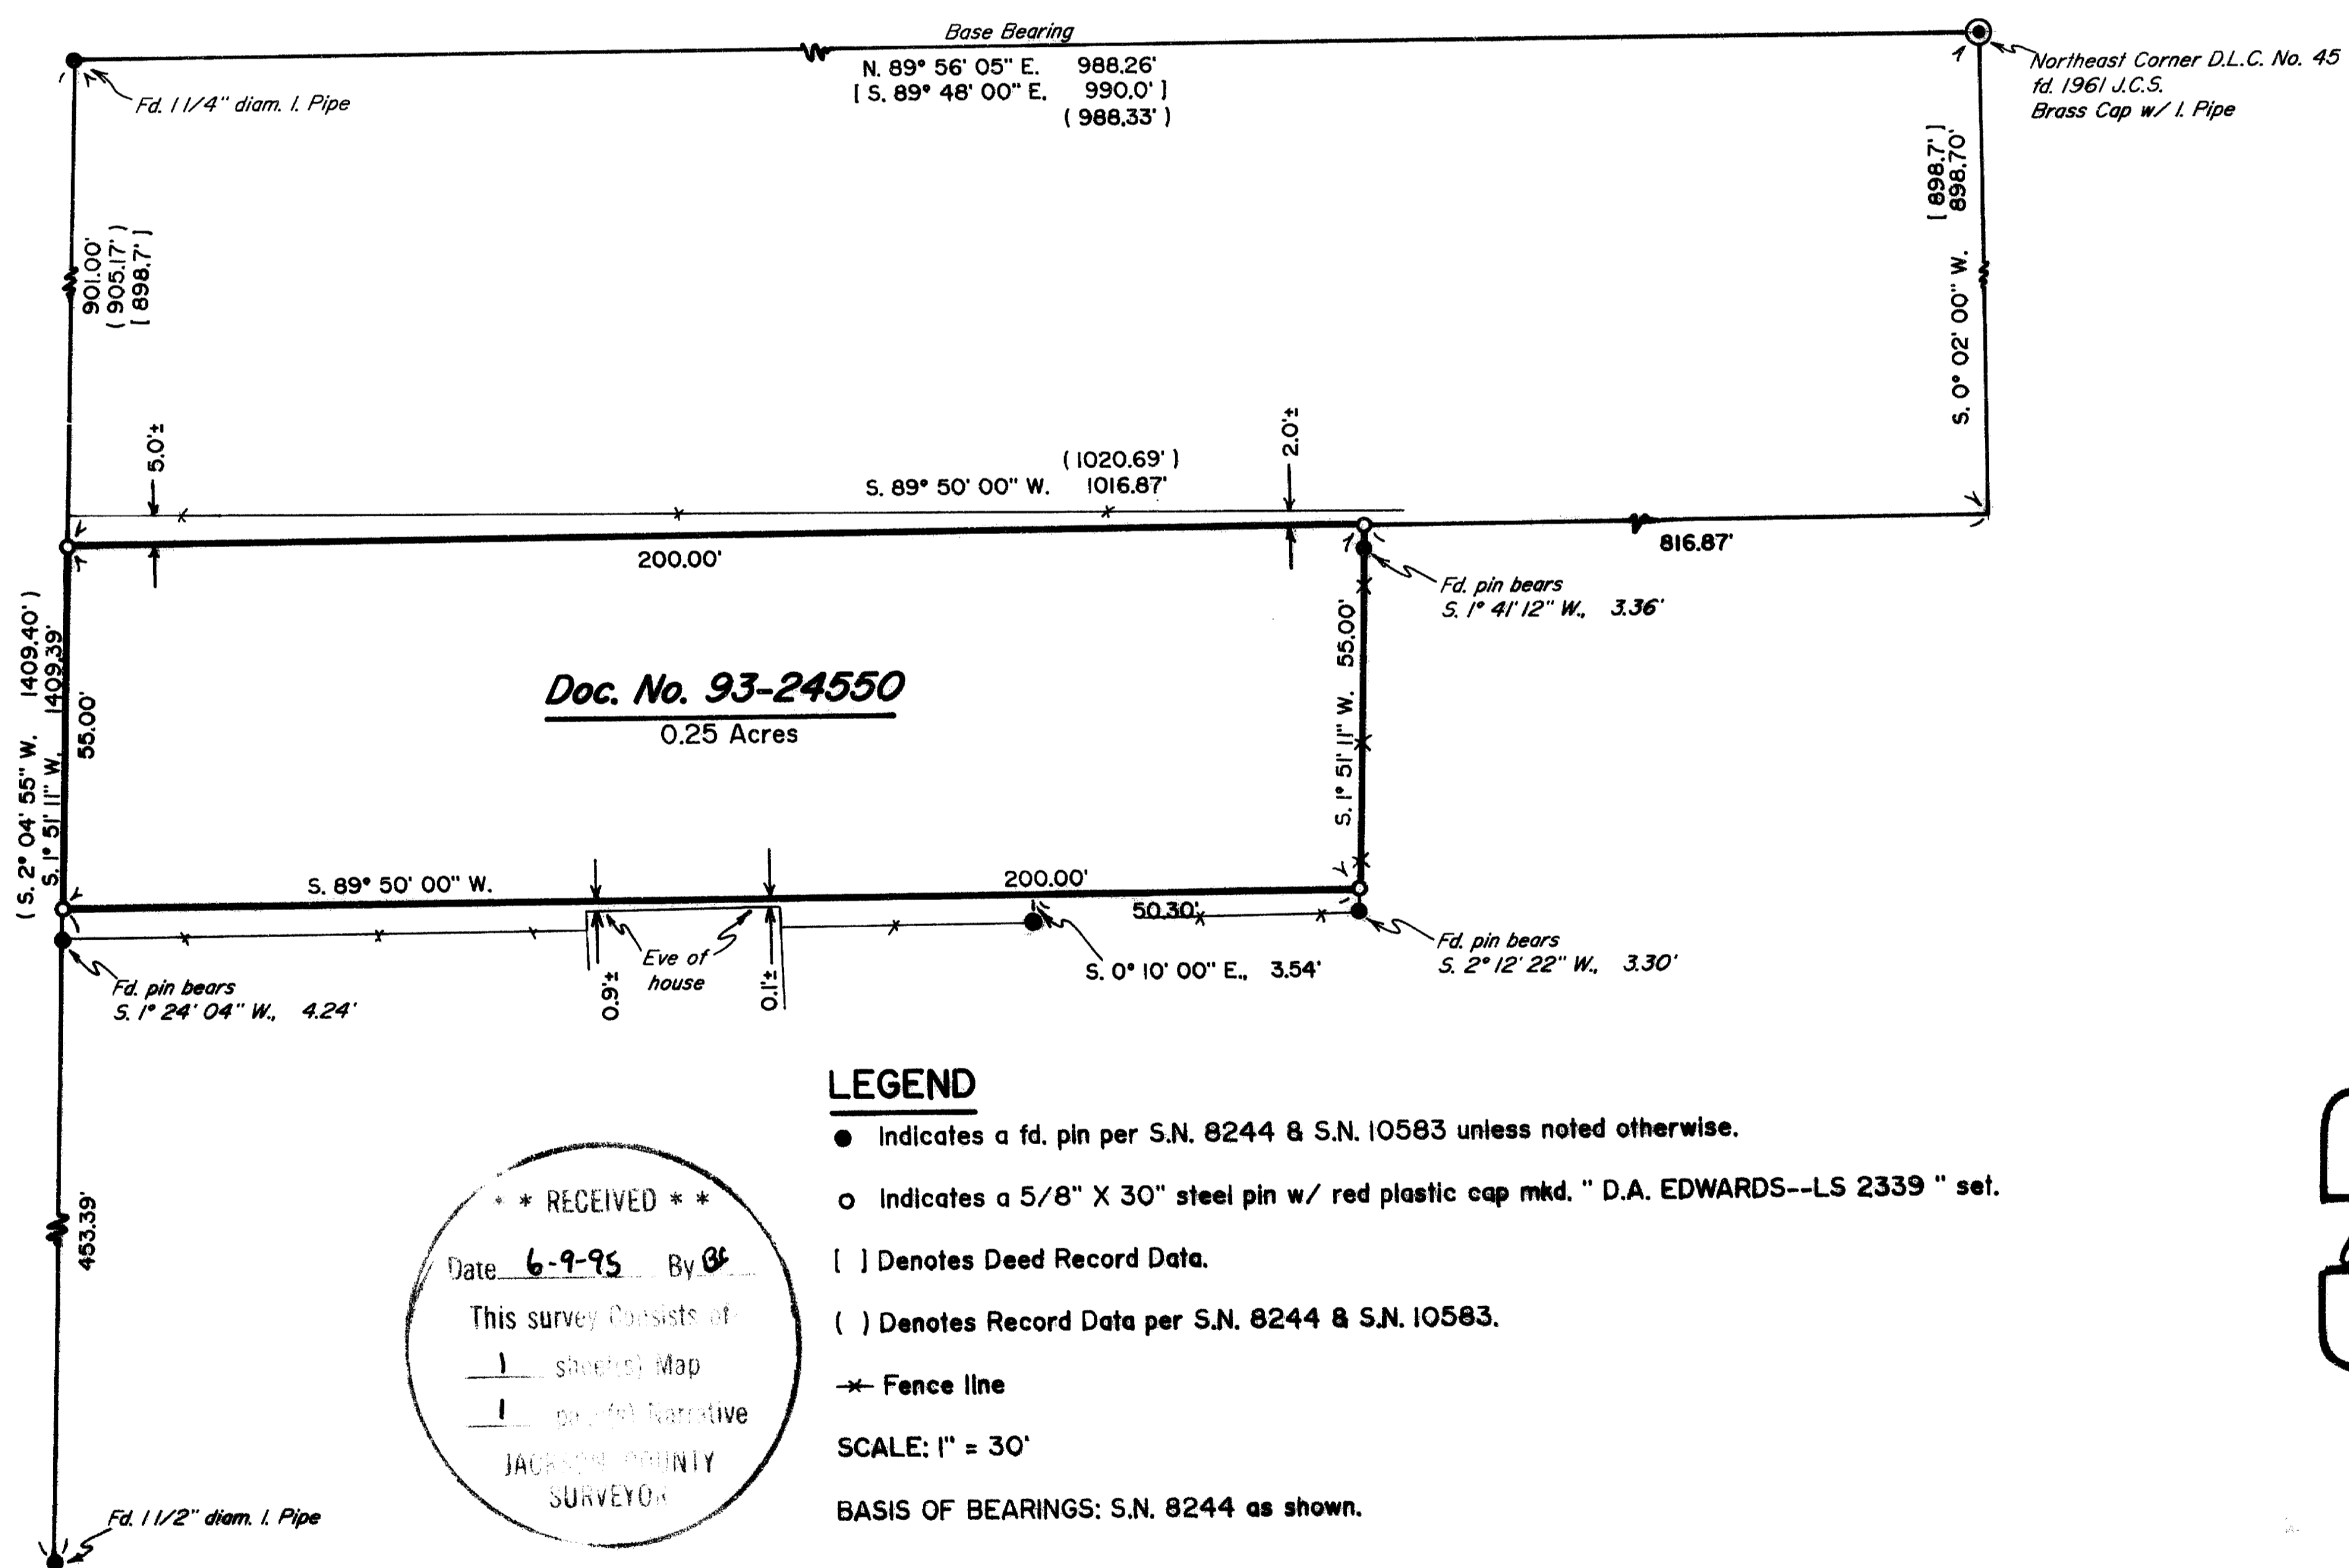 Base Bearing
N. 89° 56' 05" E. 988.26'
[ S. 89° 48' 00" E. 990.0' ]
( 988.33' )
Fd. 1 1/4" diam. I. Pipe
Northeast Corner D.L.C. No. 45
fd. 1961 J.C.S.
Brass Cap w/ I. Pipe
901.00'
( 905.17' )
[ 898.7' ]
[ 898.7' ]
S. 0° 02' 00" W. 898.70'
5.0'±
( 1020.69' )
S. 89° 50' 00" W. 1016.87'
2.0'±
200.00'
816.87'
Fd. pin bears
S. 1° 41' 12" W., 3.36'
( S. 2° 04' 55" W. 1409.40' )
S. 1° 51' 11" W. 1409.39'
55.00'
Doc. No. 93-24550
0.25 Acres
S. 1° 51' 11" W. 55.00'
S. 89° 50' 00" W. 200.00'
50.30'
Eve of
house
0.9'±
0.1'±
S. 0° 10' 00" E., 3.54'
Fd. pin bears
S. 2° 12' 22" W., 3.30'
Fd. pin bears
S. 1° 24' 04" W., 4.24'
453.39'
Fd. 1 1/2" diam. I. Pipe
* * RECEIVED * *
Date 6-9-95 By
This survey Consists of
1 sheet(s) Map
1 page(s) Narrative
JACKSON COUNTY
SURVEYOR
LEGEND
● Indicates a fd. pin per S.N. 8244 & S.N. 10583 unless noted otherwise.
o Indicates a 5/8" X 30" steel pin w/ red plastic cap mkd. " D.A. EDWARDS--LS 2339 " set.
[ ] Denotes Deed Record Data.
( ) Denotes Record Data per S.N. 8244 & S.N. 10583.
-x- Fence line
SCALE: 1" = 30'
BASIS OF BEARINGS: S.N. 8244 as shown.